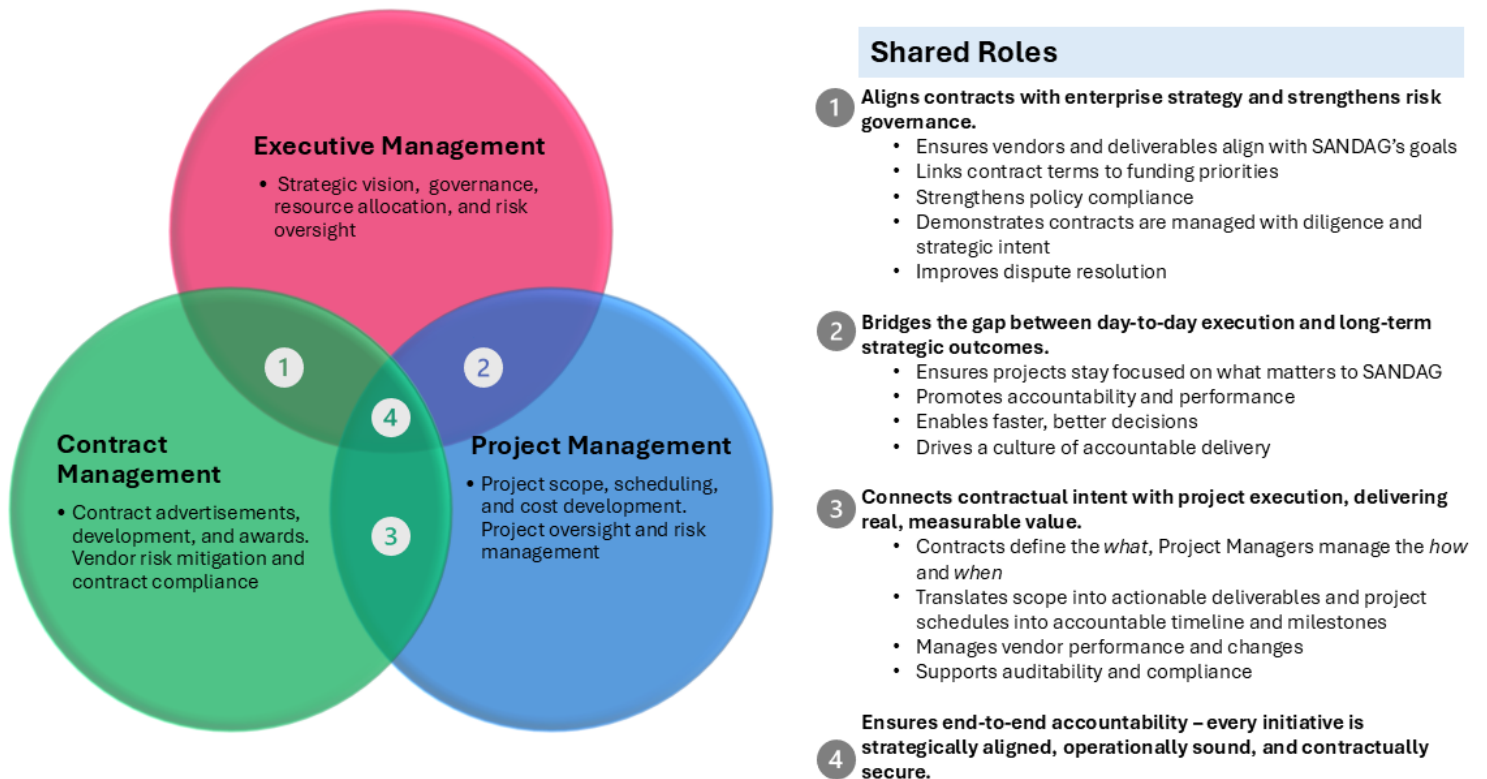 Executive Management
• Strategic vision, governance,
resource allocation, and risk
oversight
1
2
4
3
Contract
Management
• Contract advertisements,
development, and awards.
Vendor risk mitigation and
contract compliance
Project Management
• Project scope, scheduling,
and cost development.
Project oversight and risk
management
Shared Roles
1 Aligns contracts with enterprise strategy and strengthens risk
governance.
• Ensures vendors and deliverables align with SANDAG's goals
• Links contract terms to funding priorities
• Strengthens policy compliance
• Demonstrates contracts are managed with diligence and
strategic intent
• Improves dispute resolution
2 Bridges the gap between day-to-day execution and long-term
strategic outcomes.
• Ensures projects stay focused on what matters to SANDAG
• Promotes accountability and performance
• Enables faster, better decisions
• Drives a culture of accountable delivery
3 Connects contractual intent with project execution, delivering
real, measurable value.
• Contracts define the what, Project Managers manage the how
and when
• Translates scope into actionable deliverables and project
schedules into accountable timeline and milestones
• Manages vendor performance and changes
• Supports auditability and compliance
4 Ensures end-to-end accountability – every initiative is
strategically aligned, operationally sound, and contractually
secure.